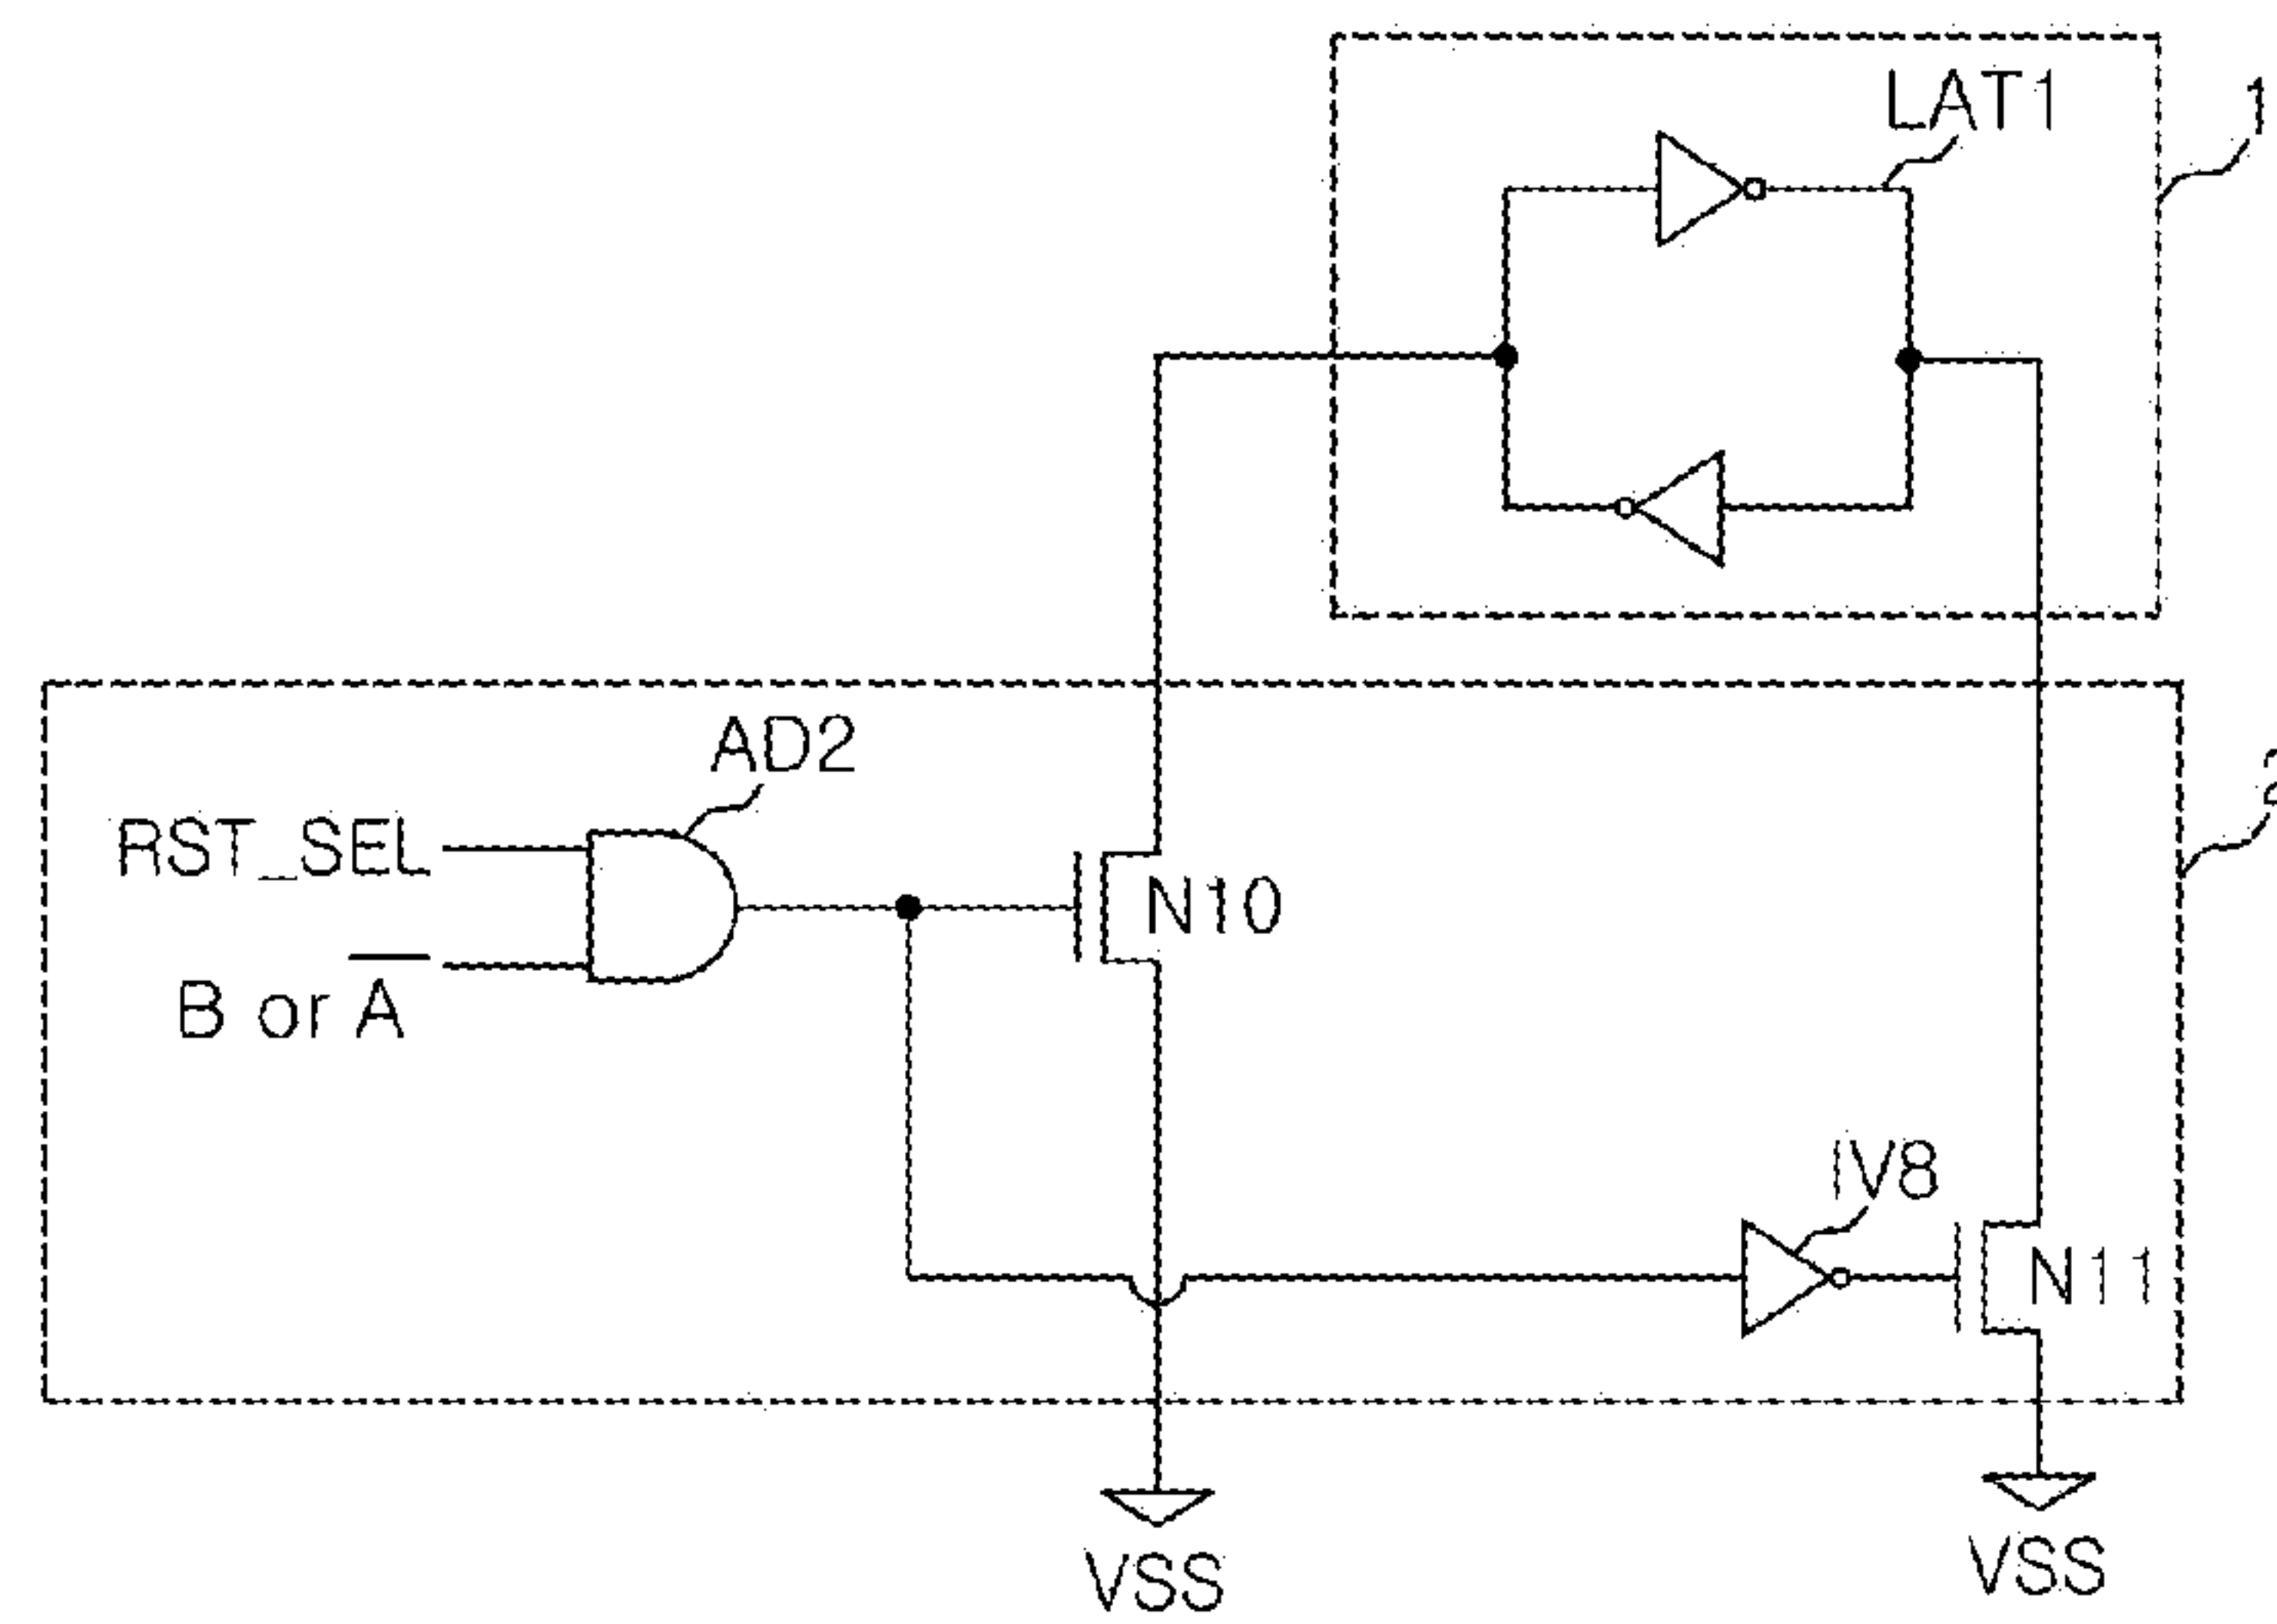 LAT1
1
AD2
2
RST_SEL
N10
B or A̅
IV8
N11
VSS
VSS